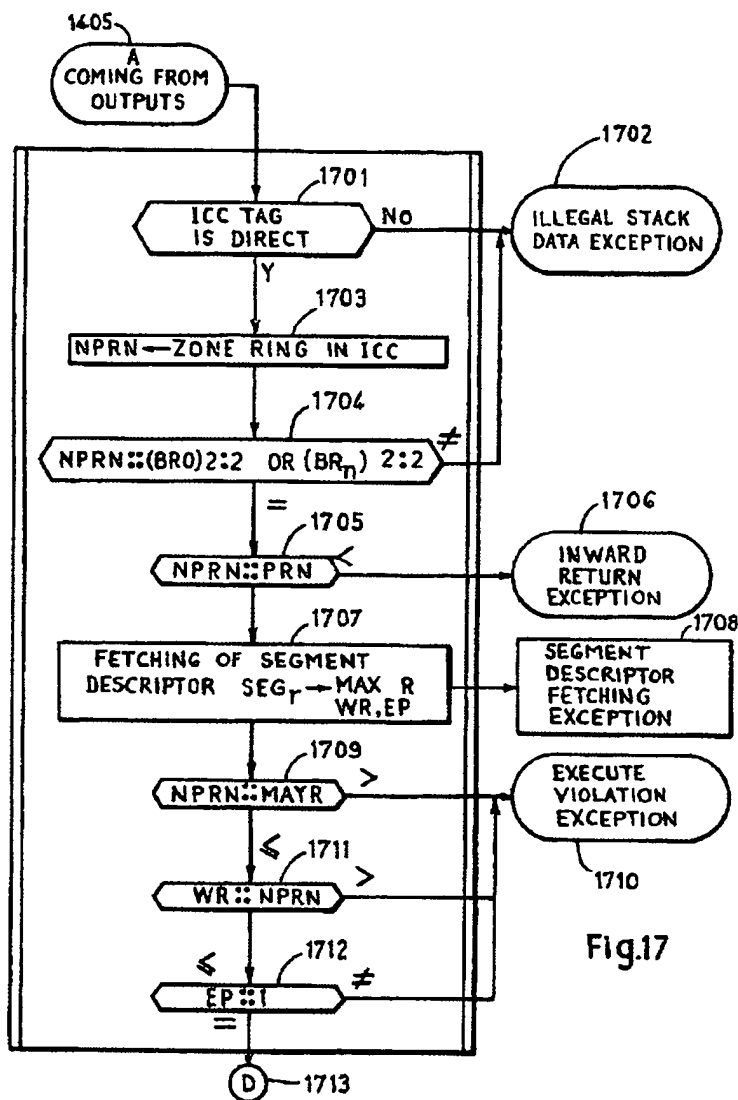 1405
A
COMING FROM
OUTPUTS
1701
ICC TAG
IS DIRECT
No
Y
1702
ILLEGAL STACK
DATA EXCEPTION
1703
NPRN ← ZONE RING IN ICC
1704
NPRN::(BRO)2:2 OR (BRn) 2:2
≠
=
1705
NPRN::PRN
<
1706
INWARD
RETURN
EXCEPTION
1707
FETCHING OF SEGMENT
DESCRIPTOR SEGr → MAX R
WR,EP
1708
SEGMENT
DESCRIPTOR
FETCHING
EXCEPTION
1709
NPRN::MAYR
>
≤
EXECUTE
VIOLATION
EXCEPTION
1710
1711
WR::NPRN
>
≤
1712
EP::1
≠
=
D
1713
Fig.17